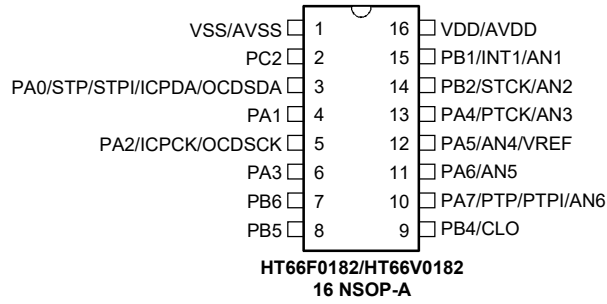 VSS/AVSS 1 16 VDD/AVDD
PC2 2 15 PB1/INT1/AN1
PA0/STP/STPI/ICPDA/OCDSDA 3 14 PB2/STCK/AN2
PA1 4 13 PA4/PTCK/AN3
PA2/ICPCK/OCDSCK 5 12 PA5/AN4/VREF
PA3 6 11 PA6/AN5
PB6 7 10 PA7/PTP/PTPI/AN6
PB5 8 9 PB4/CLO
HT66F0182/HT66V0182
16 NSOP-A